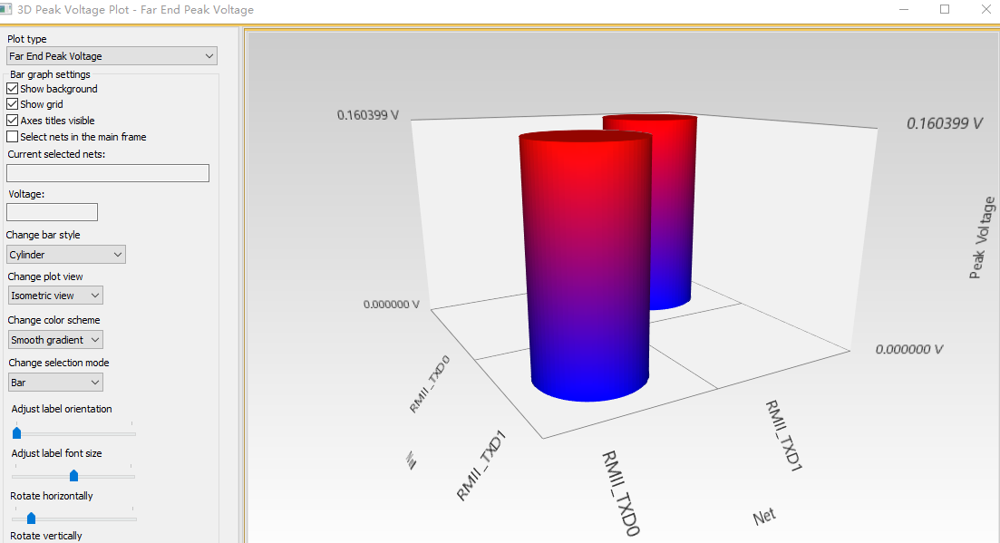 3D Peak Voltage Plot - Far End Peak Voltage
Plot type
Far End Peak Voltage
Bar graph settings
Show background
Show grid
Axes titles visible
Select nets in the main frame
Current selected nets:
Voltage:
Change bar style
Cylinder
Change plot view
Isometric view
Change color scheme
Smooth gradient
Change selection mode
Bar
Adjust label orientation
Adjust label font size
Rotate horizontally
Rotate vertically
0.160399 V
0.160399 V
Peak Voltage
0.000000 V
0.000000 V
RMII_TXD0
RMII_TXD1
RMII_TXD0
RMII_TXD1
Net